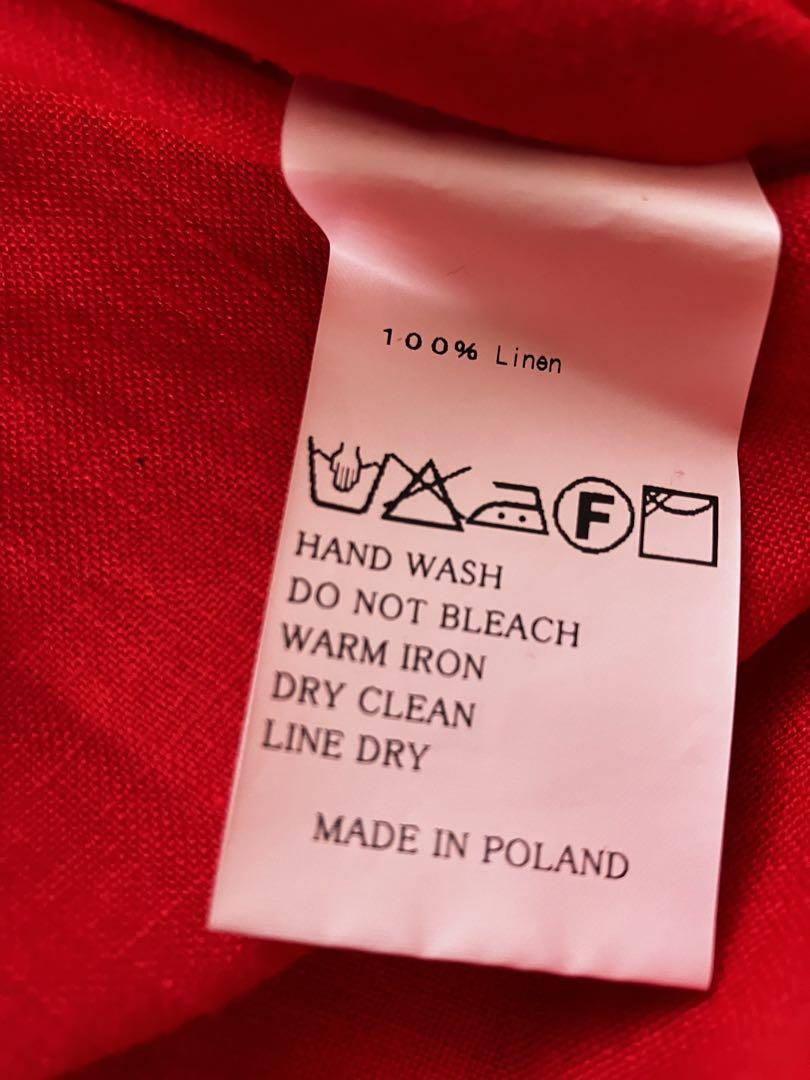 100% Linen
F
HAND WASH
DO NOT BLEACH
WARM IRON
DRY CLEAN
LINE DRY
MADE IN POLAND